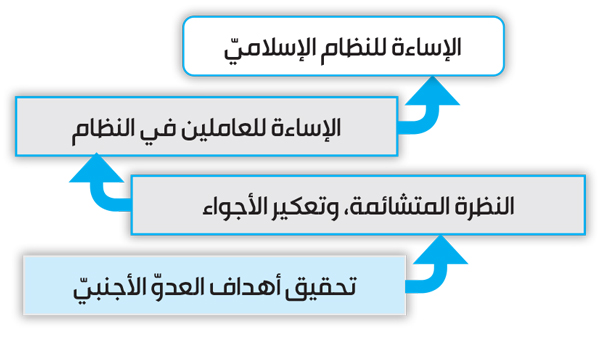 الإساءة للنظام الإسلاميّ
الإساءة للعاملين في النظام
النظرة المتشائمة، وتعكير الأجواء
تحقيق أهداف العدوّ الأجنبيّ